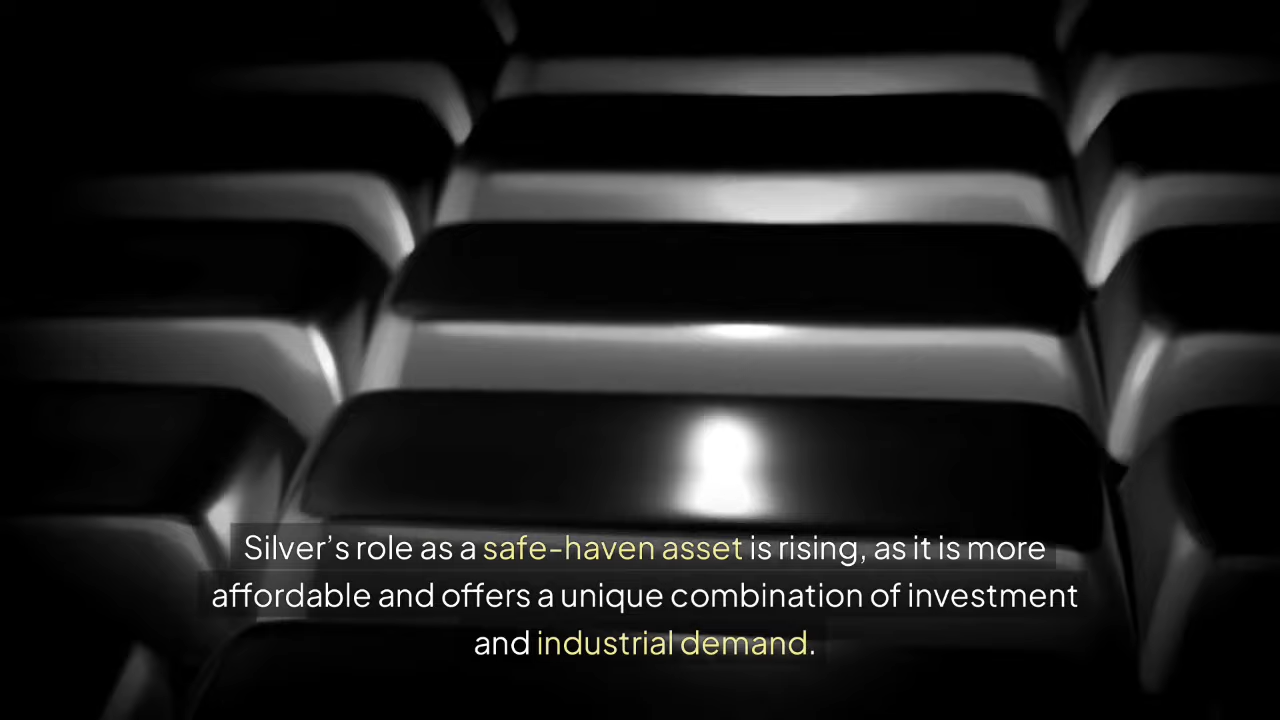 Silver’s role as a safe-haven asset is rising, as it is more
affordable and offers a unique combination of investment
and industrial demand.